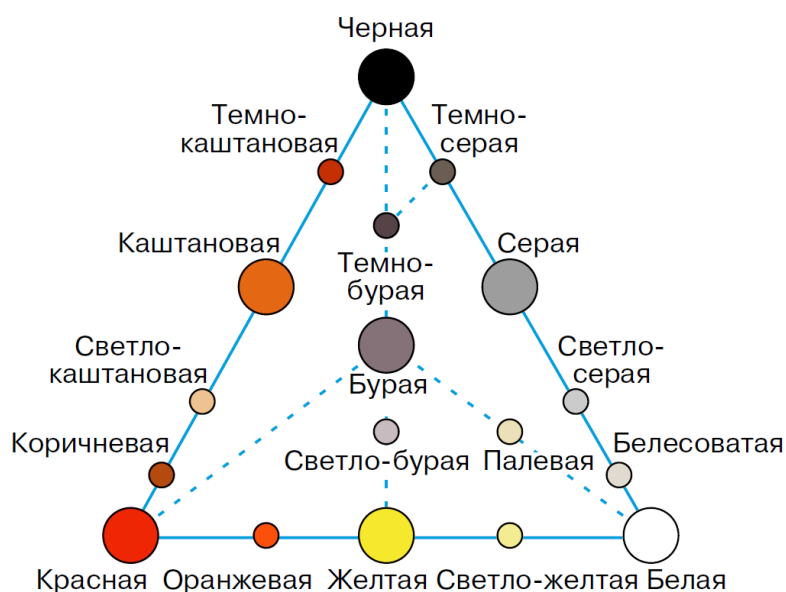 Черная
Темно-
каштановая
Темно-
серая
Каштановая
Серая
Темно-
бурая
Светло-
каштановая
Бурая
Светло-
серая
Коричневая
Светло-бурая
Палевая
Белесоватая
Красная
Оранжевая
Желтая
Светло-желтая
Белая